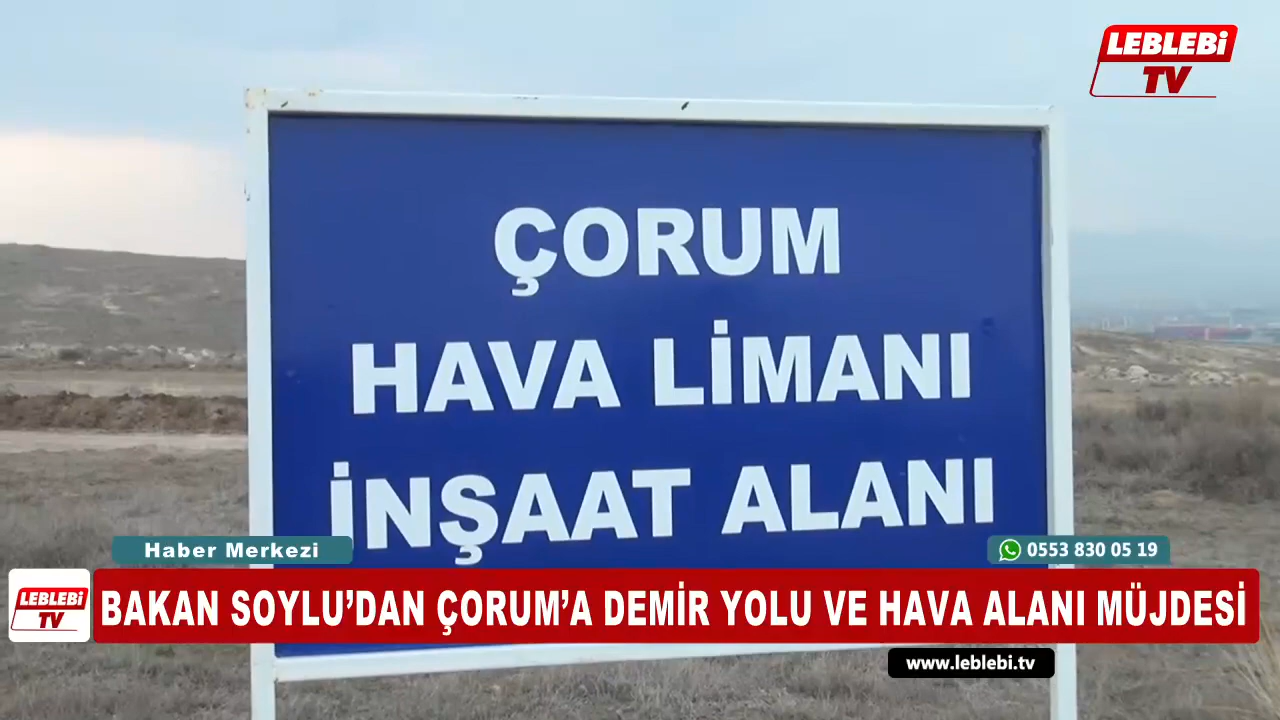 LEBLEBİ
TV
ÇORUM
HAVA LİMANI
İNŞAAT ALANI
Haber Merkezi
0553 830 05 19
LEBLEBİ
TV
BAKAN SOYLU’DAN ÇORUM’A DEMİR YOLU VE HAVA ALANI MÜJDESİ
www.leblebi.tv